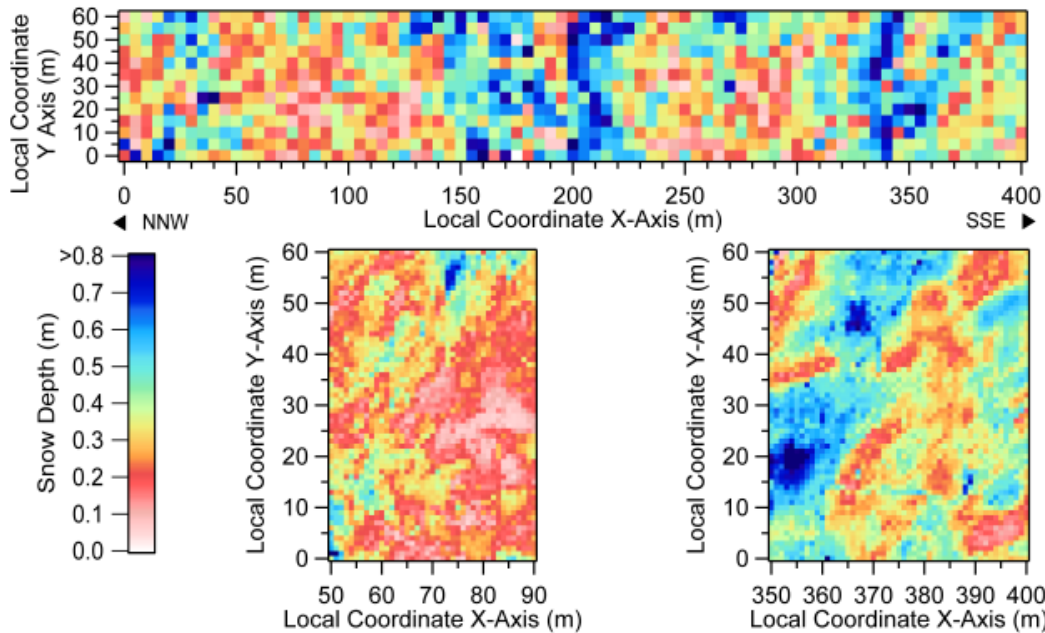 Local Coordinate
Y Axis (m)
60
50
40
30
20
10
0
0 50 100 150 200 250 300 350 400
◄ NNW Local Coordinate X-Axis (m) SSE ►
Snow Depth (m)
>0.8
0.7
0.6
0.5
0.4
0.3
0.2
0.1
0.0
Local Coordinate Y-Axis (m)
60
50
40
30
20
10
0
50 60 70 80 90
Local Coordinate X-Axis (m)
Local Coordinate Y-Axis (m)
60
50
40
30
20
10
0
350 360 370 380 390 400
Local Coordinate X-Axis (m)